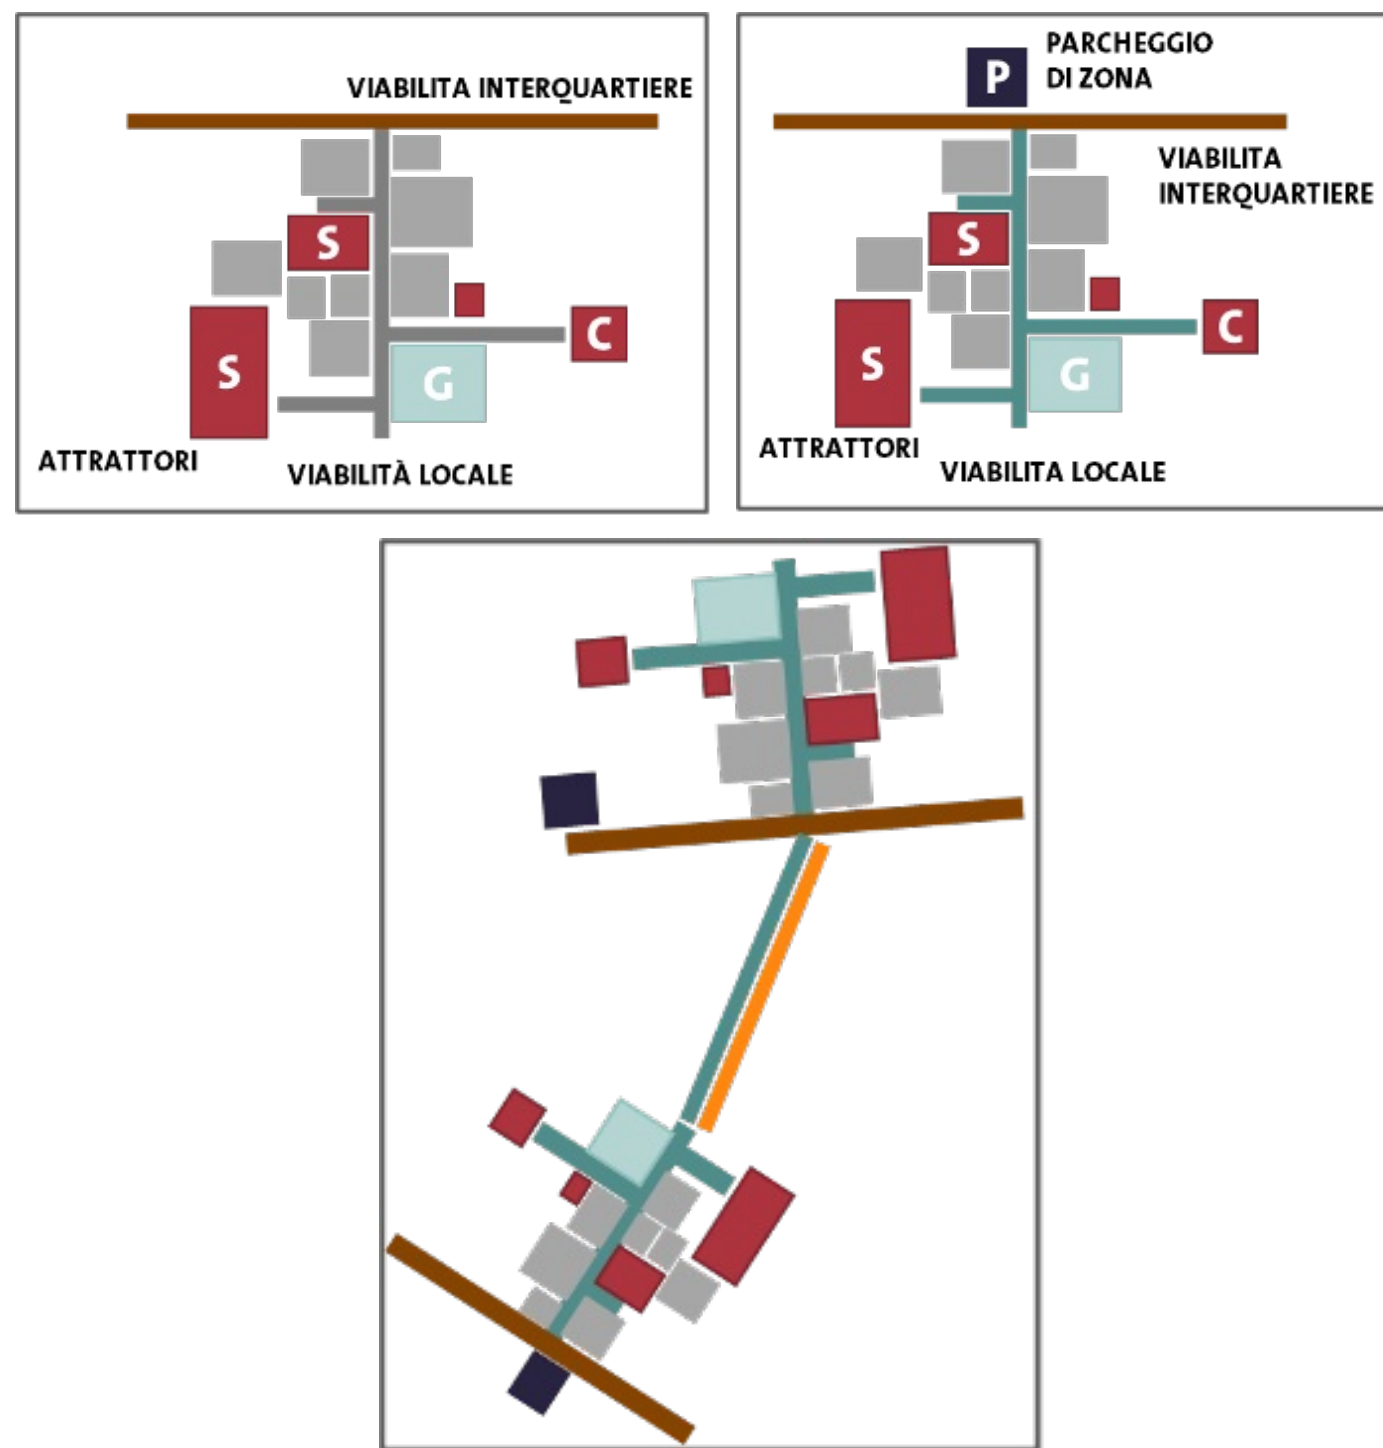 VIABILITA INTERQUARTIERE
S
S
C
G
ATTRATTORI
VIABILITÀ LOCALE
P
PARCHEGGIO
DI ZONA
VIABILITA
INTERQUARTIERE
S
S
C
G
ATTRATTORI
VIABILITA LOCALE